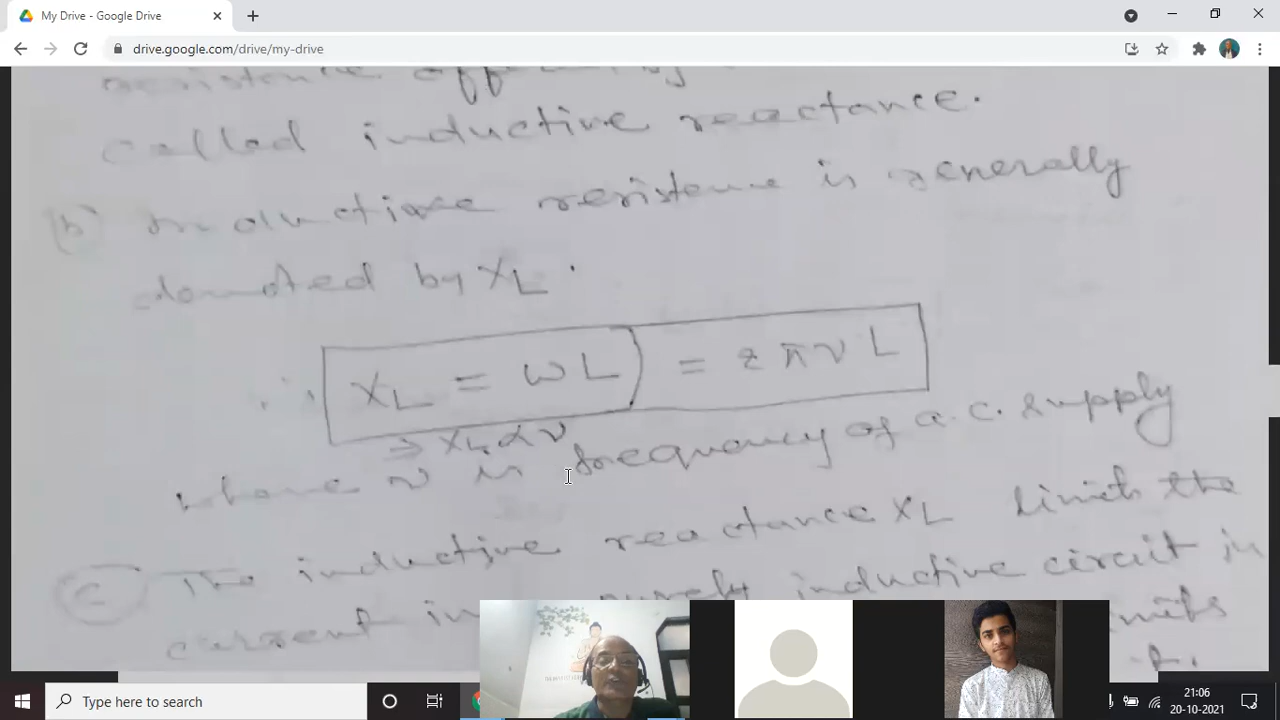 My Drive - Google Drive
drive.google.com/drive/my-drive
called inductive reactance.
(b) Inductive resistence is generally
denoted by XL.
∴ XL = ωL = 2πνL
⇒ XL ∝ ν
where ν is frequency of a.c. supply
(c) The inductive reactance XL limits the
current in purely inductive circuit in
Type here to search
21:06
20-10-2021